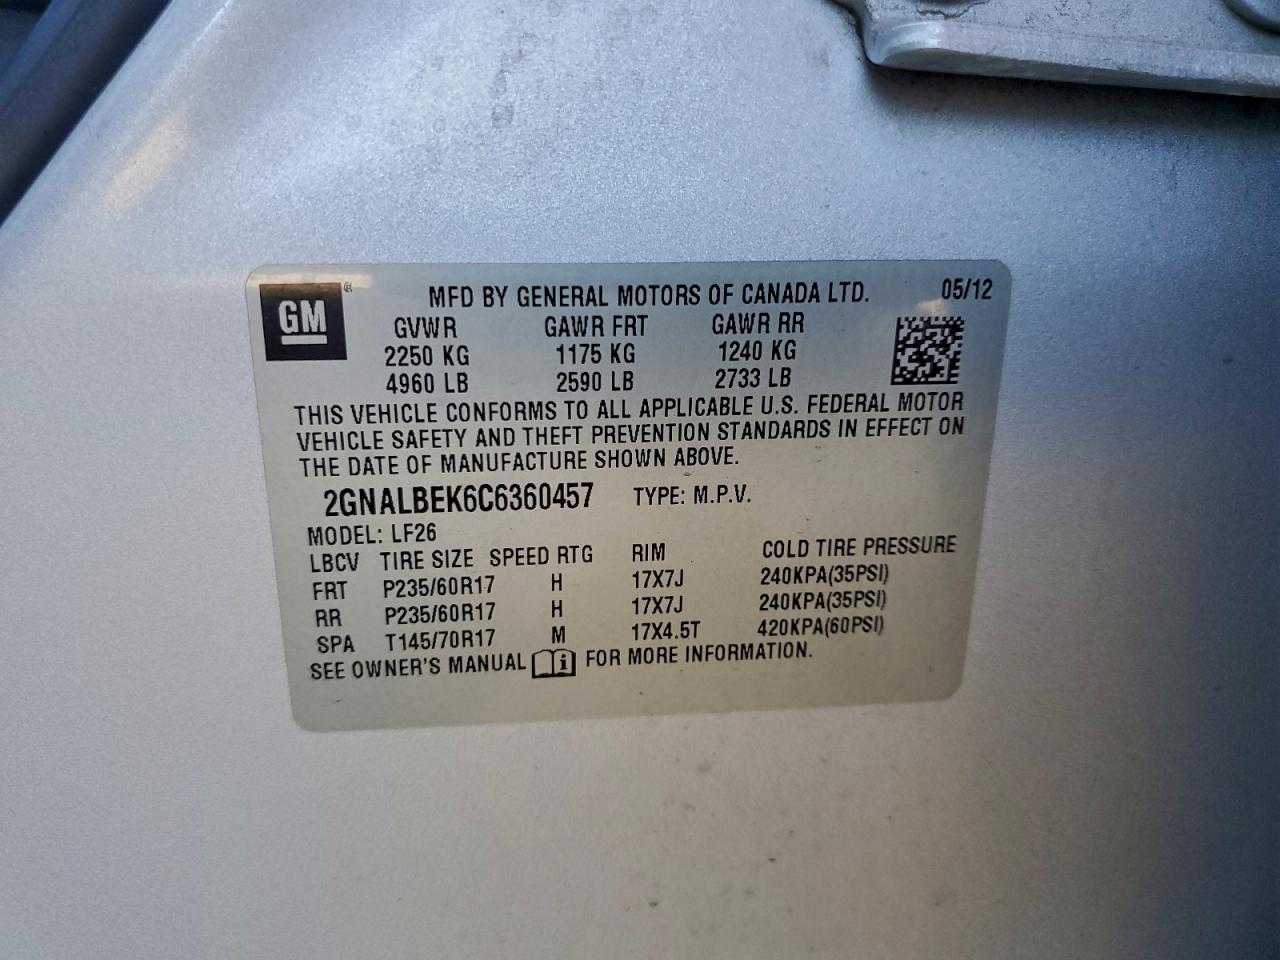 GM®
MFD BY GENERAL MOTORS OF CANADA LTD. 05/12
GVWR GAWR FRT GAWR RR
2250 KG 1175 KG 1240 KG
4960 LB 2590 LB 2733 LB
THIS VEHICLE CONFORMS TO ALL APPLICABLE U.S. FEDERAL MOTOR
VEHICLE SAFETY AND THEFT PREVENTION STANDARDS IN EFFECT ON
THE DATE OF MANUFACTURE SHOWN ABOVE.
2GNALBEK6C6360457 TYPE: M.P.V.
MODEL: LF26
LBCV TIRE SIZE SPEED RTG RIM COLD TIRE PRESSURE
FRT P235/60R17 H 17X7J 240KPA(35PSI)
RR P235/60R17 H 17X7J 240KPA(35PSI)
SPA T145/70R17 M 17X4.5T 420KPA(60PSI)
SEE OWNER'S MANUAL i FOR MORE INFORMATION.